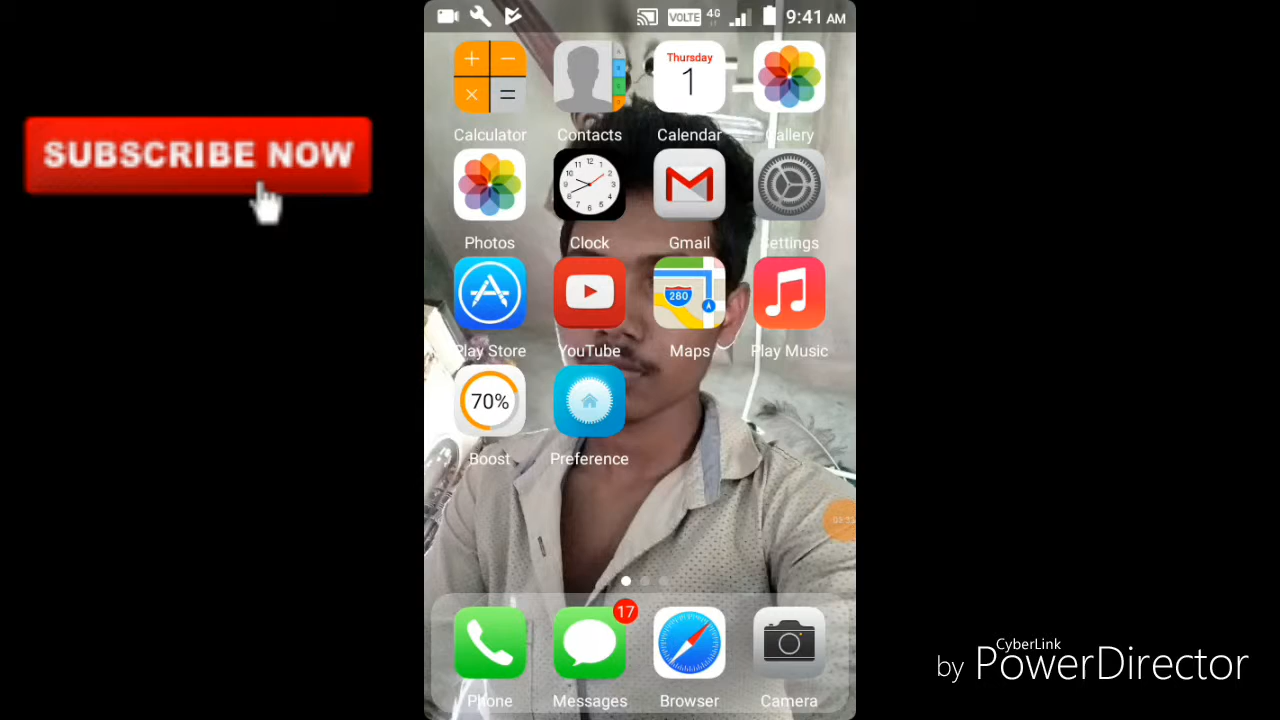 VOLTE 4G 9:41 AM
SUBSCRIBE NOW
Thursday
1
Calculator Contacts Calendar Gallery
Photos Clock Gmail Settings
280
Play Store YouTube Maps Play Music
70%
Boost Preference
17
Phone Messages Browser Camera
by CyberLink
PowerDirector